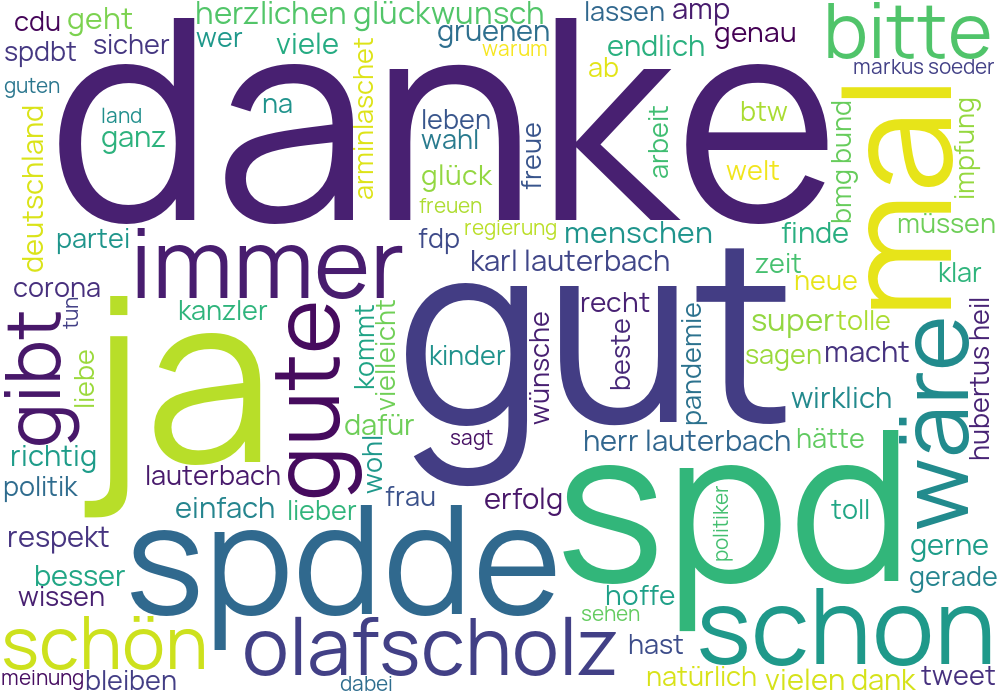 cdu geht herzlichen glückwunsch lassen amp bitte
spdbt sicher wer viele gruenen warum endlich genau
guten danke ab markus soeder
land ganz na arminlaschet leben wahl freue arbeit btw mal impfung
deutschland glück freuen welt bmg bund
partei immer fdp regierung menschen finde müssen
corona tun karl lauterbach zeit neue klar
gibt ja kanzler gute gut recht super tolle
liebe kommt vielleicht kinder wünsche beste pandemie sagen macht wäre hubertus heil
dafür sagt wirklich
richtig lauterbach wohl herr lauterbach hätte
politik einfach lieber frau erfolg spd politiker toll
respekt spdde gerne
besser wissen hoffe gerade
schön olafscholz sehen schon
hast
meinung bleiben dabei natürlich vielen dank tweet